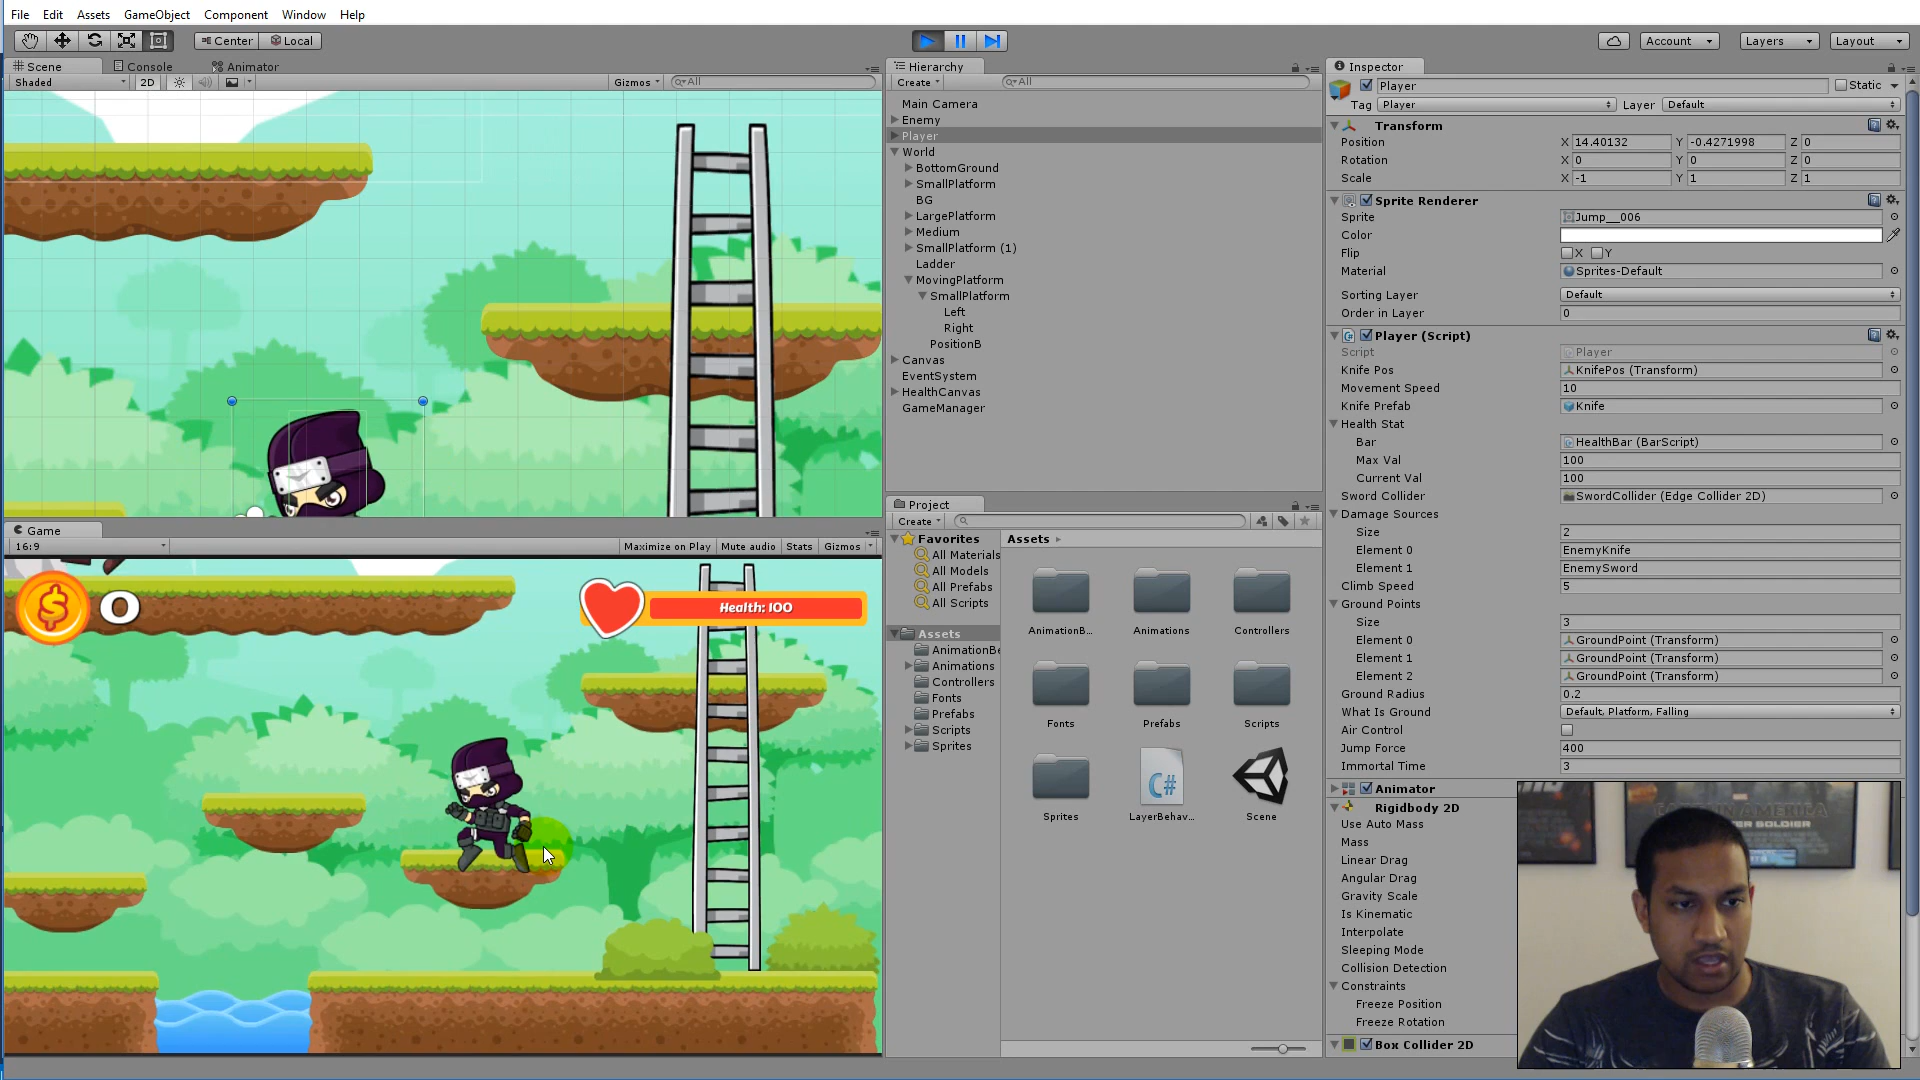 File Edit Assets GameObject Component Window Help
Center Local
Account Layers Layout
Scene Console Animator
Shaded 2D Gizmos All
Hierarchy
Create All
Main Camera
Enemy
Player
World
BottomGround
SmallPlatform
BG
LargePlatform
Medium
SmallPlatform (1)
Ladder
MovingPlatform
SmallPlatform
Left
Right
PositionB
Canvas
EventSystem
HealthCanvas
GameManager
Game
16:9 Maximize on Play Mute audio Stats Gizmos
0
Health: 100
Project
Create
Favorites
All Materials
All Models
All Prefabs
All Scripts
Assets
AnimationBe
Animations
Controllers
Fonts
Prefabs
Scripts
Sprites
Assets
AnimationB... Animations Controllers
Fonts Prefabs Scripts
Sprites LayerBehav... Scene
C#
Inspector
Player Static
Tag Player Layer Default
Transform
Position X 14.40132 Y -0.4271998 Z 0
Rotation X 0 Y 0 Z 0
Scale X -1 Y 1 Z 1
Sprite Renderer
Sprite Jump__006
Color
Flip X Y
Material Sprites-Default
Sorting Layer Default
Order in Layer 0
Player (Script)
Script Player
Knife Pos KnifePos (Transform)
Movement Speed 10
Knife Prefab Knife
Health Stat
Bar HealthBar (BarScript)
Max Val 100
Current Val 100
Sword Collider SwordCollider (Edge Collider 2D)
Damage Sources
Size 2
Element 0 EnemyKnife
Element 1 EnemySword
Climb Speed 5
Ground Points
Size 3
Element 0 GroundPoint (Transform)
Element 1 GroundPoint (Transform)
Element 2 GroundPoint (Transform)
Ground Radius 0.2
What Is Ground Default, Platform, Falling
Air Control
Jump Force 400
Immortal Time 3
Animator
Rigidbody 2D
Use Auto Mass
Mass
Linear Drag
Angular Drag
Gravity Scale
Is Kinematic
Interpolate
Sleeping Mode
Collision Detection
Constraints
Freeze Position
Freeze Rotation
Box Collider 2D